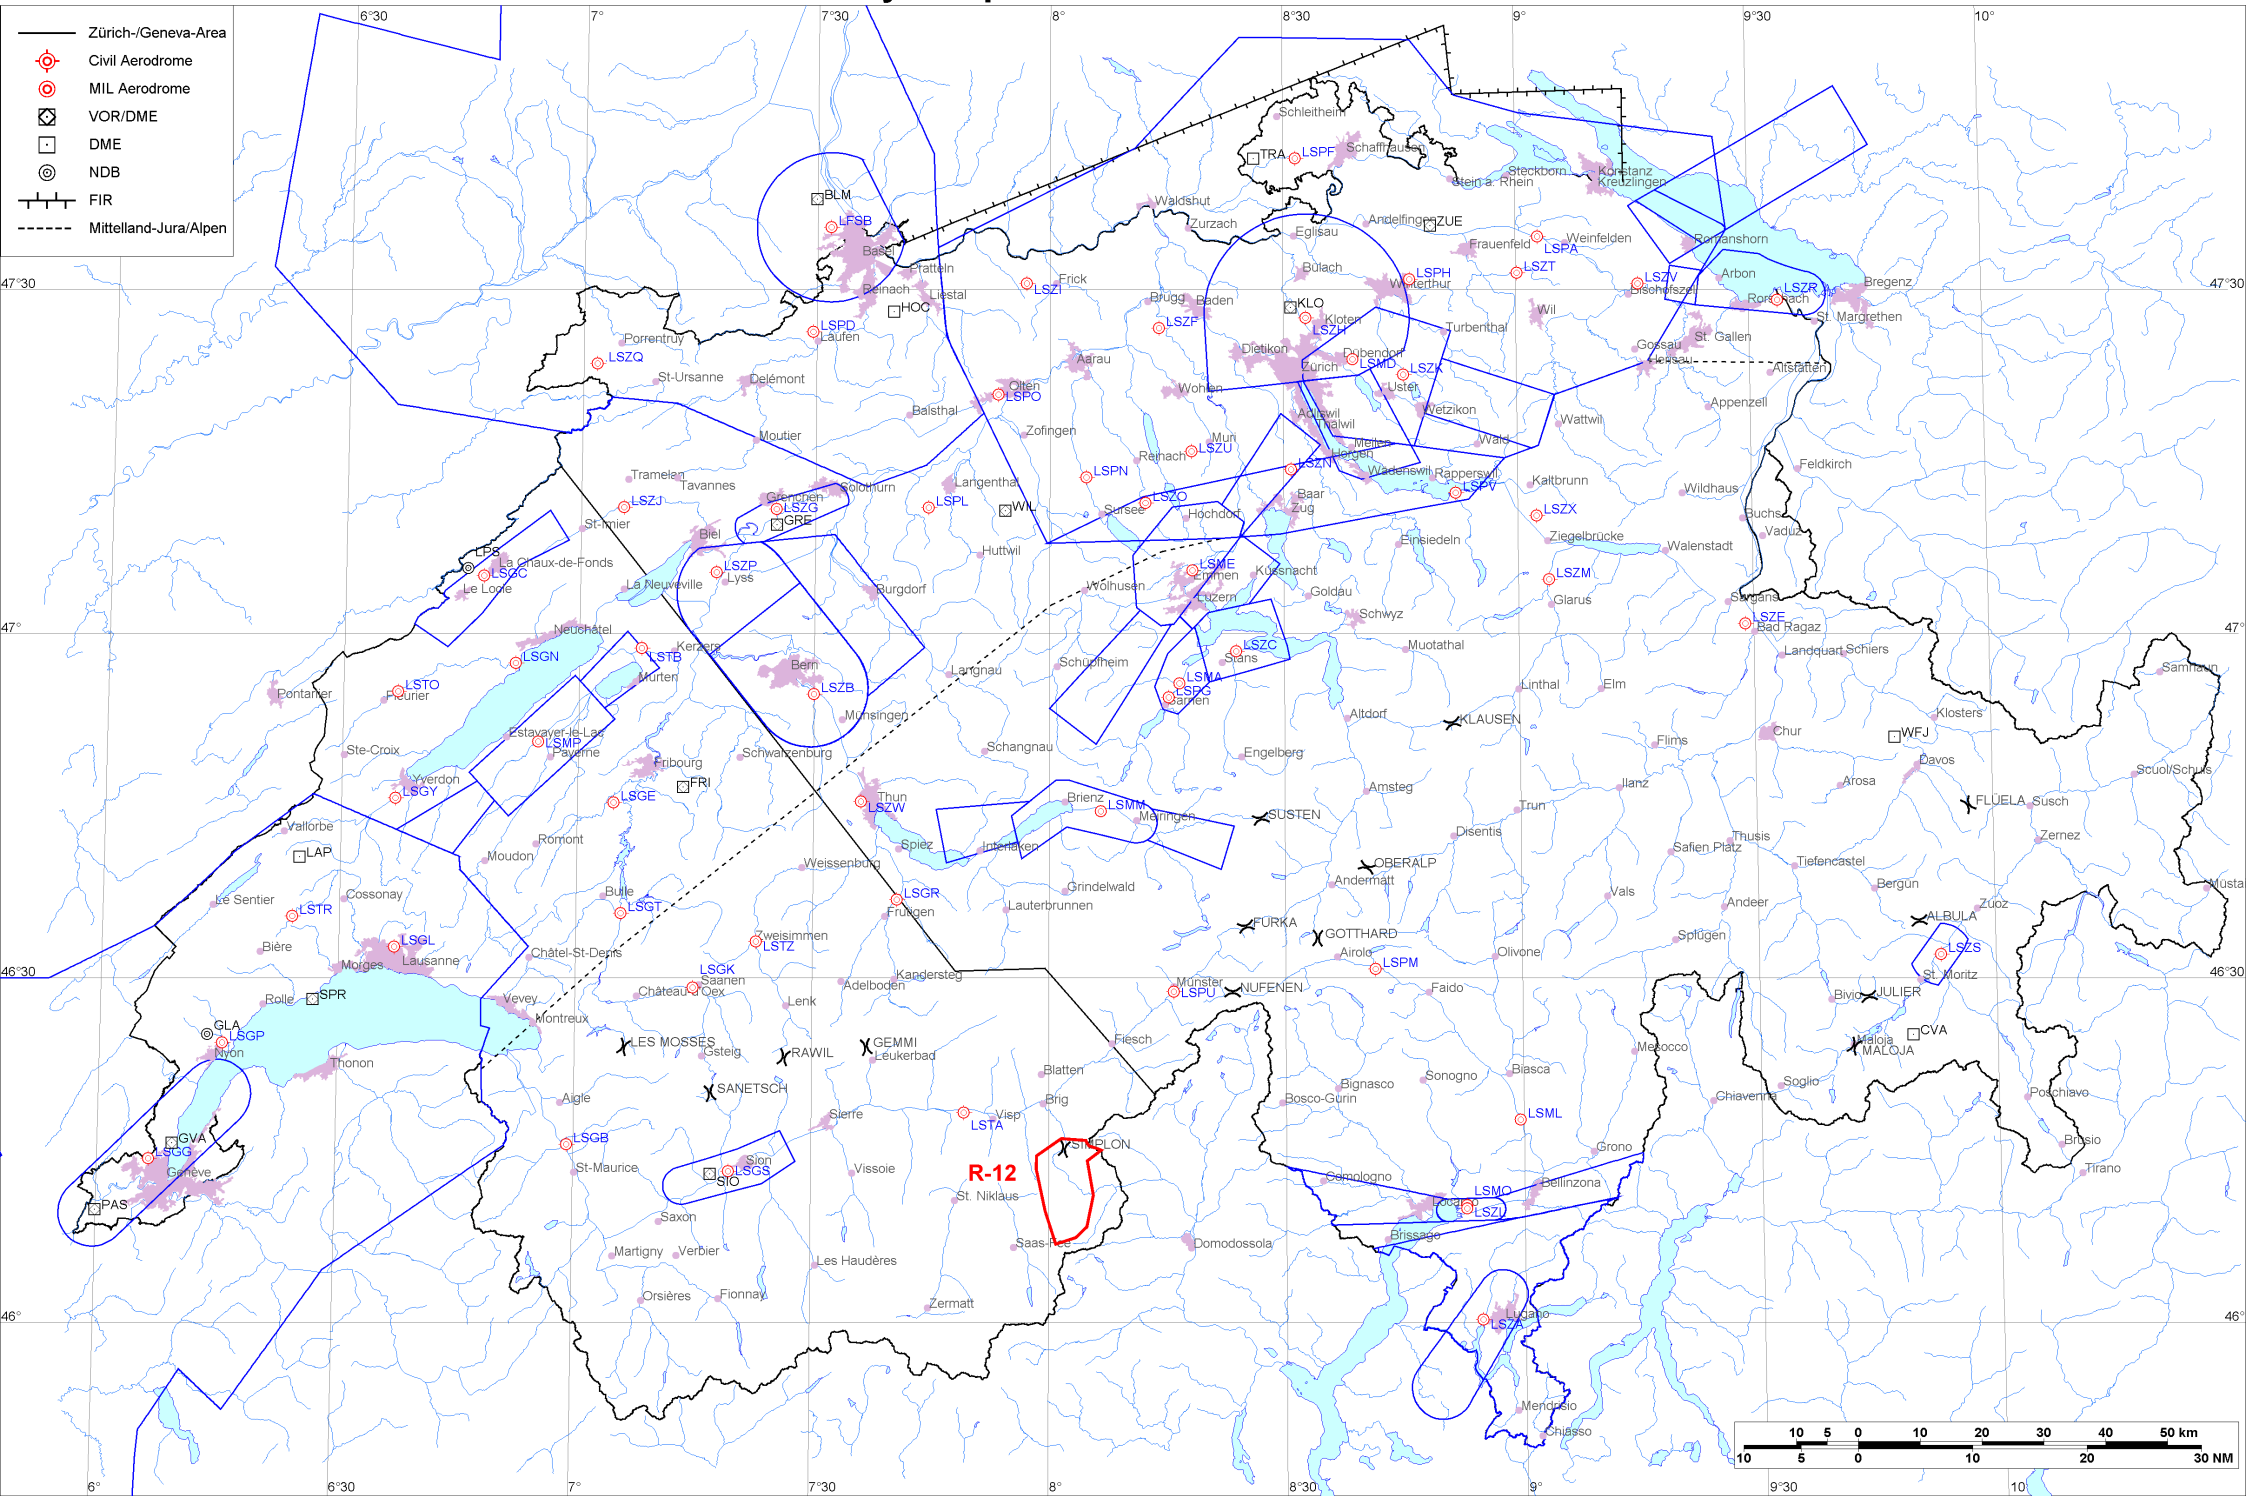 6°30
7°
7°30
8°
8°30
9°
9°30
10°
Zürich-/Geneva-Area
Civil Aerodrome
MIL Aerodrome
VOR/DME
DME
NDB
FIR
Mittelland-Jura/Alpen
Schleitheim
TRA
LSPF
Schaffhausen
Steckborn
Stein a. Rhein
Konstanz
Kreuzlingen
BLM
LFSB
Basel
Waldshut
Zurzach
Eglisau
Andelfingen
ZUE
Frauenfeld
LSPA
Weinfelden
Romanshorn
Pratteln
Reinach
Liestal
HOC
LSZI
Frick
Bülach
LSPH
Winterthur
LSZT
LSZV
Bischofszell
Arbon
LSZR
Rorschach
Bregenz
47°30
47°30
LSPD
Laufen
Brugg
Baden
LSZF
KLO
Kloten
LSZH
Turbenthal
Wil
St. Margrethen
St. Gallen
Porrentruy
LSZQ
St-Ursanne
Delémont
Aarau
Dietikon
Zürich
Dübendorf
LSMD
LSZK
Uster
Gossau
Herisau
Altstätten
Olten
LSPO
Wohlen
Wetzikon
Appenzell
Balsthal
Zofingen
Adliswil
Thalwil
Wattwil
Moutier
Muri
LSZU
Reinach
Meilen
Horgen
Wald
Tramelan
Tavannes
LSPN
LSZN
Wädenswil
Rapperswil
Feldkirch
Langenthal
Solothurn
Grenchen
LSZG
GRE
LSZJ
LSPL
WIL
LSZO
Sursee
Hochdorf
Baar
Zug
LSPV
Kaltbrunn
LSZX
Wildhaus
Buchs
Vaduz
St-Imier
Biel
Huttwil
Einsiedeln
Ziegelbrücke
Walenstadt
LPS
La Chaux-de-Fonds
LSGC
Le Locle
LSZP
Lyss
La Neuveville
Burgdorf
Wolhusen
LSME
Emmen
Luzern
Küssnacht
Goldau
LSZM
Glarus
Sargans
Schwyz
LSZE
Bad Ragaz
47°
47°
Neuchâtel
LSGN
LSTB
Kerzers
Murten
Bern
LSZB
Langnau
Schüpfheim
LSZC
Stans
Muotathal
Landquart
Schiers
Samnaun
LSTO
Fleurier
Pontarlier
LSMA
LSPG
Sarnen
Linthal
Elm
Münsingen
Altdorf
KLAUSEN
Klosters
Estavayer-le-Lac
LSMP
Payerne
Ste-Croix
Schwarzenburg
Schangnau
Engelberg
Flims
Chur
WFJ
Davos
Fribourg
FRI
Yverdon
LSGY
LSGE
Thun
LSZW
Brienz
LSMM
Meiringen
SUSTEN
Amsteg
Trun
Ilanz
Arosa
Scuol/Schuls
FLÜELA
Susch
Zernez
Vallorbe
LAP
Romont
Moudon
Spiez
Interlaken
Weissenburg
OBERALP
Disentis
Safien Platz
Thusis
Tiefencastel
Bergün
Le Sentier
Cossonay
LSTR
Bulle
LSGT
LSGR
Frutigen
Grindelwald
Lauterbrunnen
Andermatt
Vals
Andeer
Zuoz
Müsta
ALBULA
LSZS
St. Moritz
Bière
LSGL
Lausanne
Morges
Châtel-St-Denis
Zweisimmen
LSTZ
FURKA
GOTTHARD
Airolo
LSPM
Olivone
Splügen
46°30
46°30
LSGK
Saanen
Château-d'Oex
Kandersteg
Adelboden
Münster
LSPU
NUFENEN
Faido
Bivio
JULIER
Rolle
SPR
Vevey
Montreux
Lenk
CVA
GLA
LSGP
Nyon
Thonon
LES MOSSES
Gsteig
RAWIL
GEMMI
Leukerbad
Fiesch
Mesocco
Maloja
MALOJA
SANETSCH
Blatten
Bignasco
Sonogno
Biasca
Soglio
Poschiavo
Aigle
Sierre
LSTA
Visp
Brig
Bosco-Gurin
LSML
Chiavenna
GVA
LSGG
Genève
LSGB
St-Maurice
Sion
LSGS
SIO
Vissoie
SIMPLON
R-12
Grono
Brusio
Tirano
Comologno
St. Niklaus
LSMO
Locarno
LSZL
Bellinzona
PAS
Saxon
Martigny
Verbier
Les Haudères
Saas-Fee
Domodossola
Brissago
Orsières
Fionnay
Zermatt
46°
Lugano
LSZA
Mendrisio
Chiasso
10 5 0 10 20 30 40 50 km
10 5 0 10 20 30 NM
6°
6°30
7°
7°30
8°
8°30
9°
9°30
10